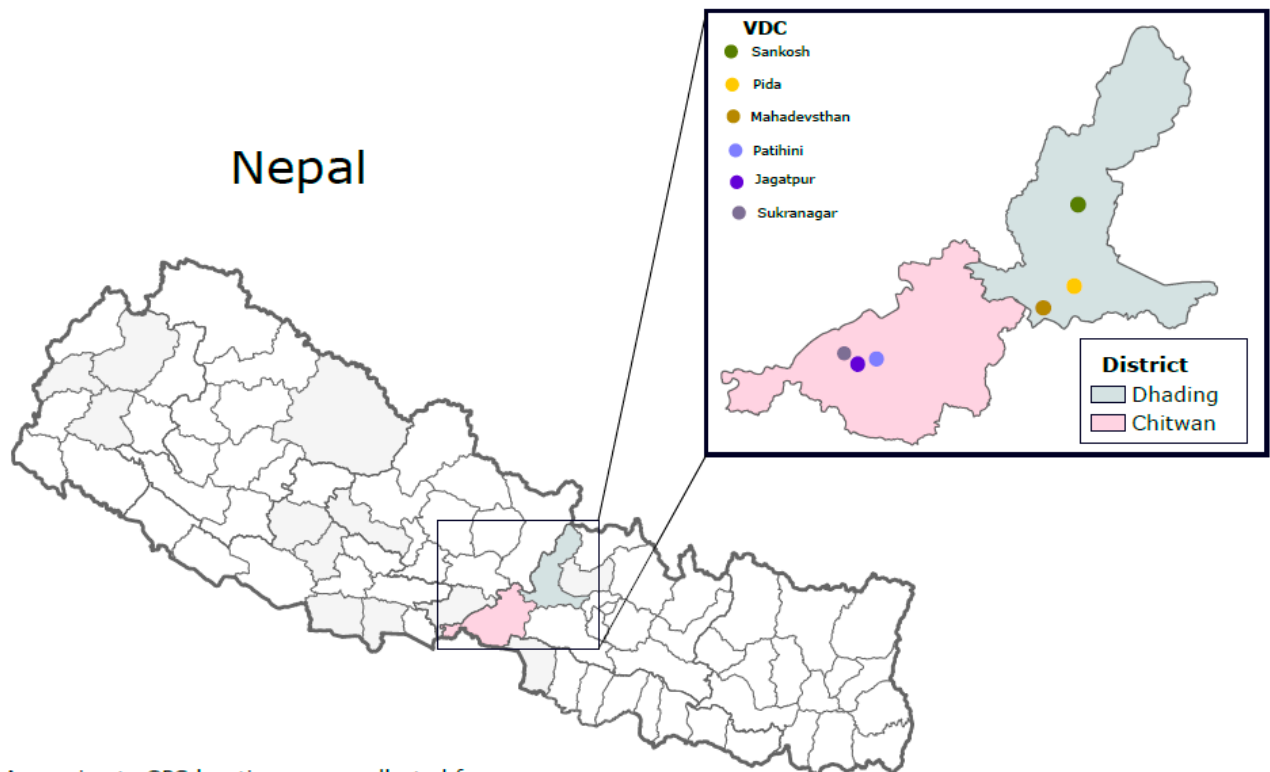 Nepal
VDC
Sankosh
Pida
Mahadevsthan
Patihini
Jagatpur
Sukranagar
District
Dhading
Chitwan